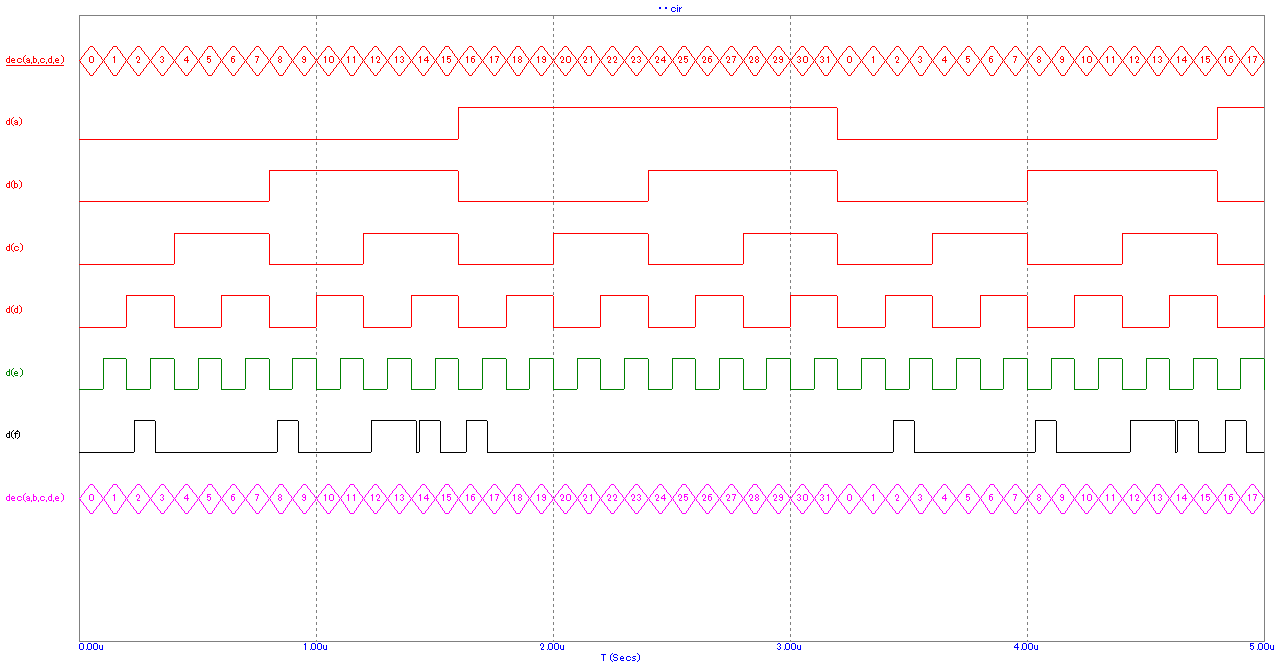 ••cir
dec(a,b,c,d,e) 0 1 2 3 4 5 6 7 8 9 10 11 12 13 14 15 16 17 18 19 20 21 22 23 24 25 26 27 28 29 30 31 0 1 2 3 4 5 6 7 8 9 10 11 12 13 14 15 16 17
d(a)
d(b)
d(c)
d(d)
d(e)
d(f)
dec(a,b,c,d,e) 0 1 2 3 4 5 6 7 8 9 10 11 12 13 14 15 16 17 18 19 20 21 22 23 24 25 26 27 28 29 30 31 0 1 2 3 4 5 6 7 8 9 10 11 12 13 14 15 16 17
0.00u 1.00u 2.00u 3.00u 4.00u 5.00u
T (Secs)